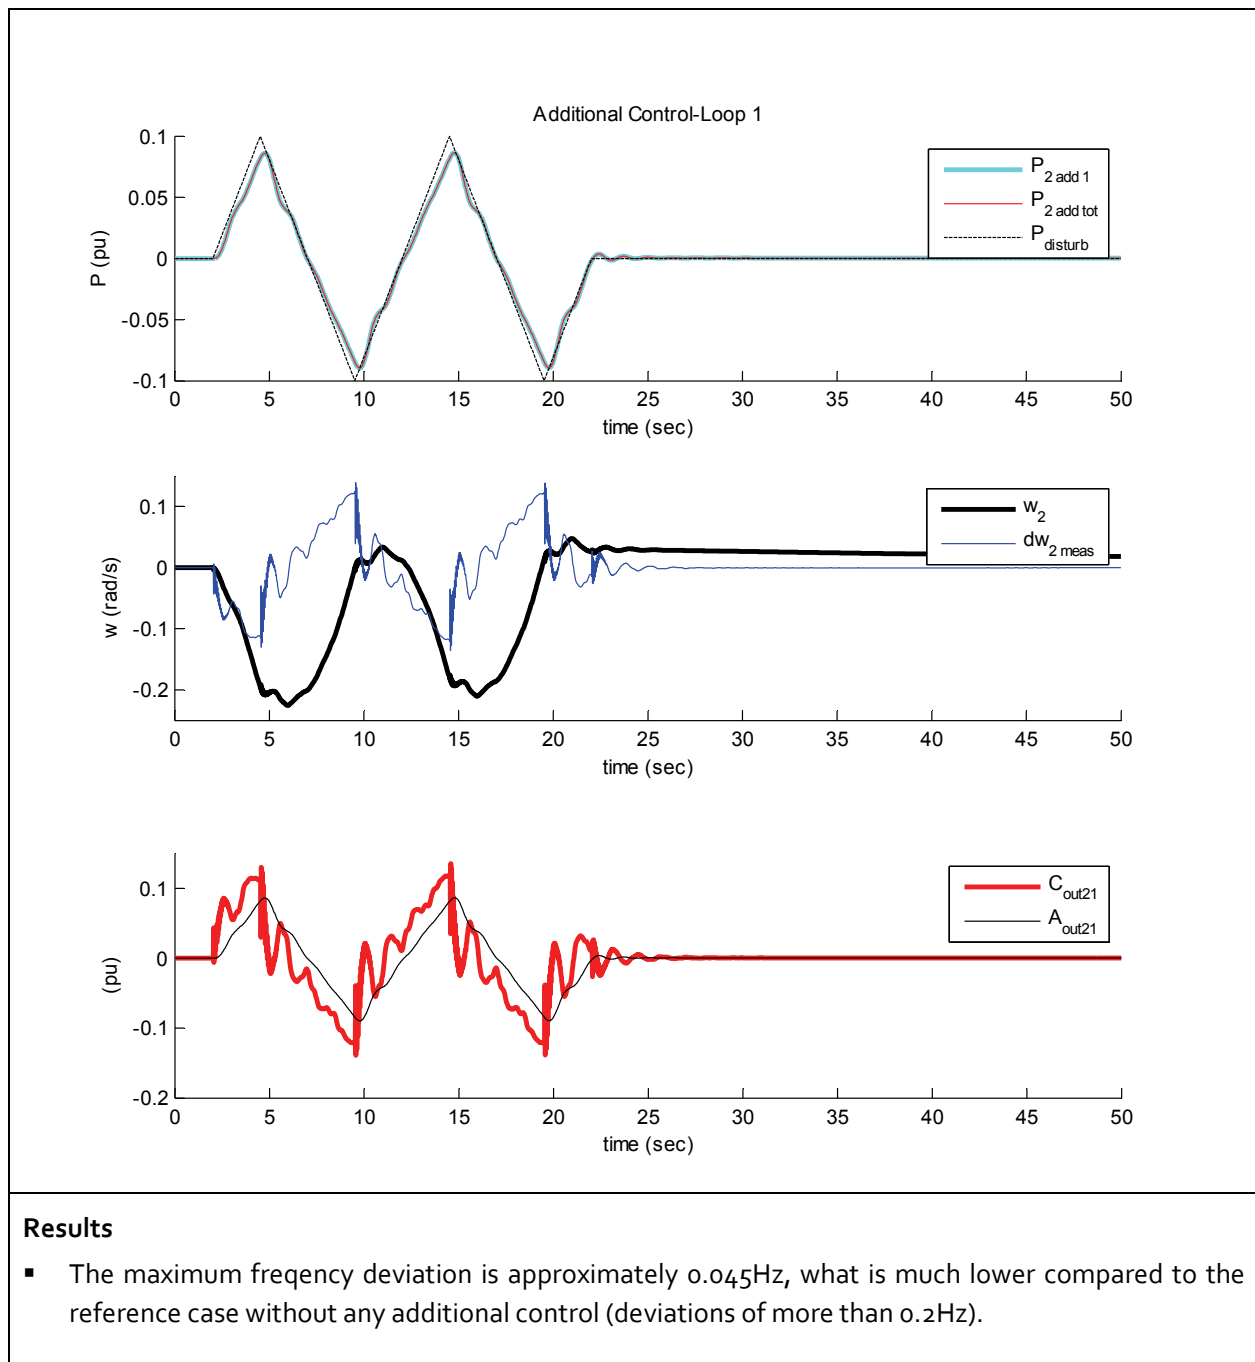 Additional Control-Loop 1
0.1
0.05
0
-0.05
-0.1
P (pu)
0 5 10 15 20 25 30 35 40 45 50
time (sec)
P2 add 1
P2 add tot
Pdisturb
0.1
0
-0.1
-0.2
w (rad/s)
0 5 10 15 20 25 30 35 40 45 50
time (sec)
w2
dw2 meas
0.1
0
-0.1
-0.2
(pu)
0 5 10 15 20 25 30 35 40 45 50
time (sec)
Cout21
Aout21
Results
▪ The maximum freqency deviation is approximately 0.045Hz, what is much lower compared to the
reference case without any additional control (deviations of more than 0.2Hz).